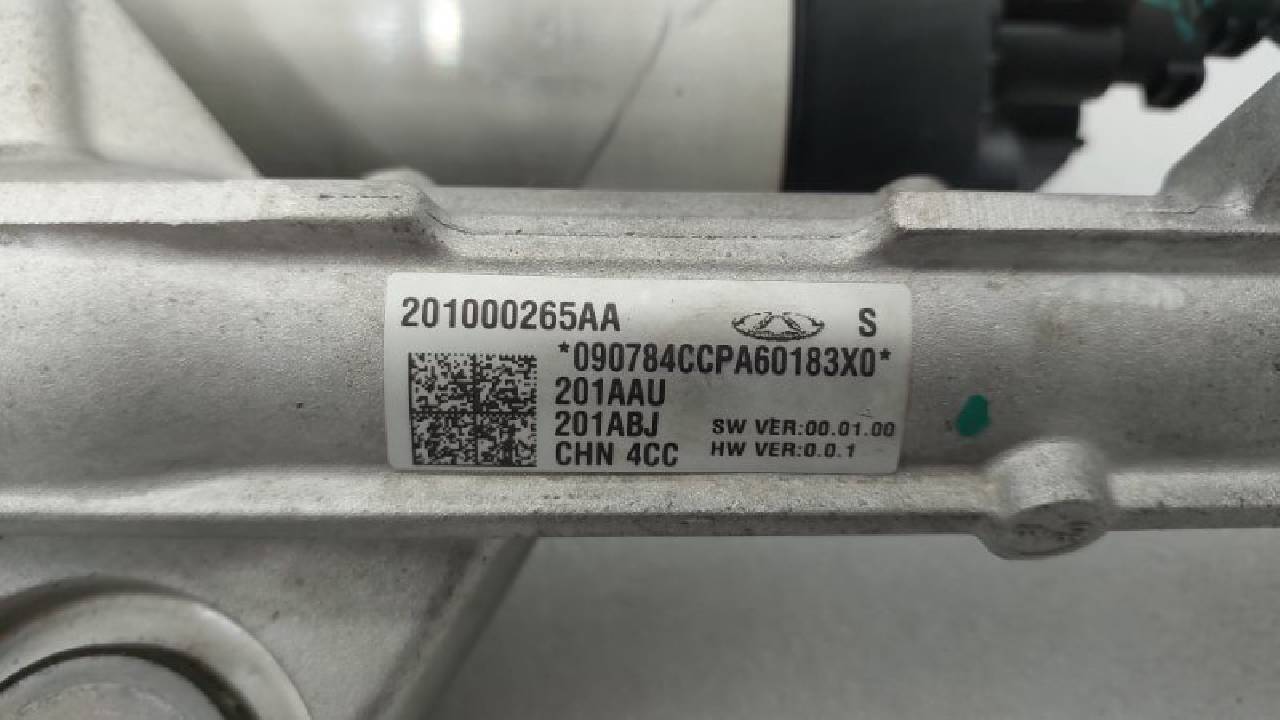 201000265AA S
*090784CCPA60183X0*
201AAU
201ABJ SW VER:00.01.00
CHN 4CC HW VER:0.0.1